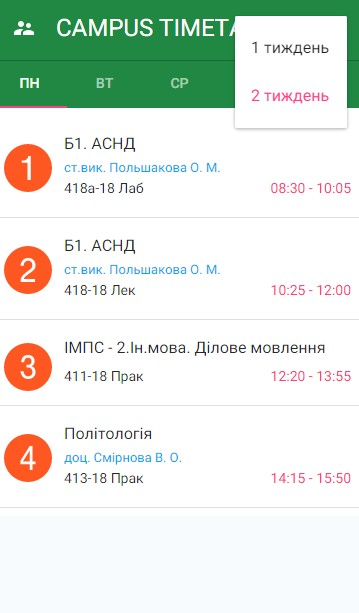 CAMPUS TIMETA
1 тиждень
2 тиждень
ПН ВТ СР
1
Б1. АСНД
ст.вик. Польшакова О. М.
418а-18 Лаб 08:30 - 10:05
2
Б1. АСНД
ст.вик. Польшакова О. М.
418-18 Лек 10:25 - 12:00
3
ІМПС - 2.Ін.мова. Ділове мовлення
411-18 Прак 12:20 - 13:55
4
Політологія
доц. Смірнова В. О.
413-18 Прак 14:15 - 15:50